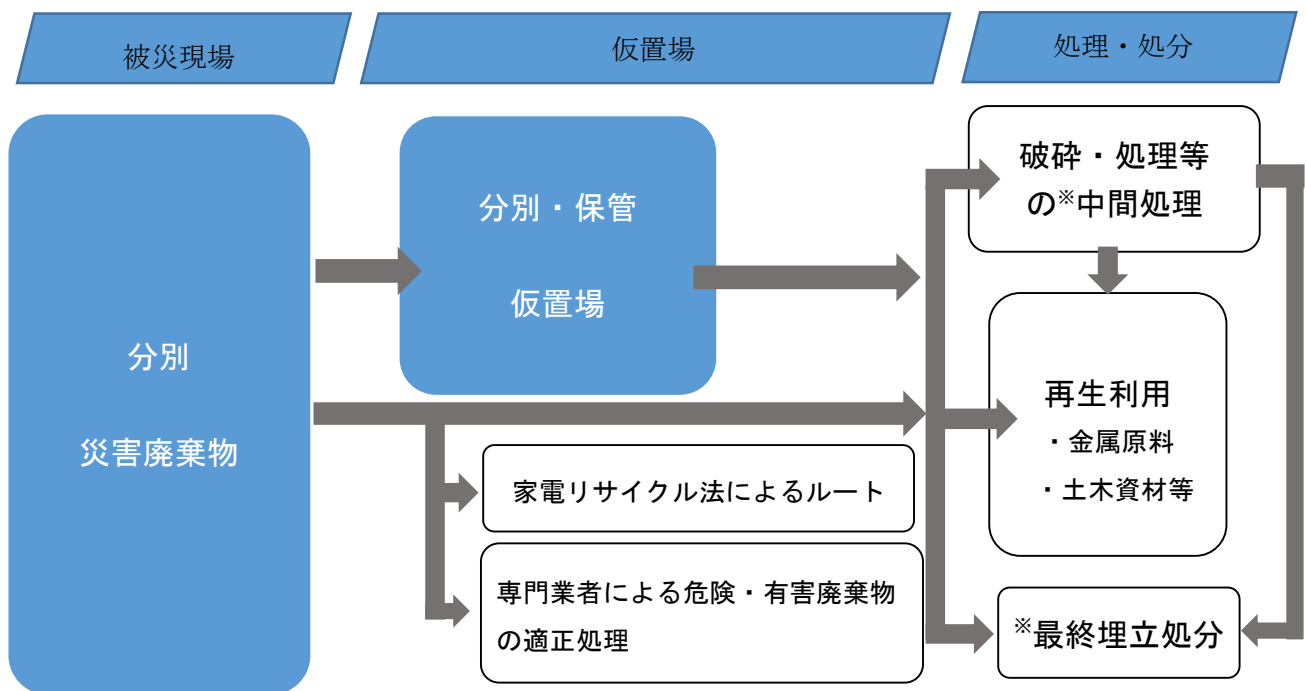 被災現場
仮置場
処理・処分
分別
災害廃棄物
分別・保管
仮置場
家電リサイクル法によるルート
専門業者による危険・有害廃棄物
の適正処理
破砕・処理等
の※中間処理
再生利用
・金属原料
・土木資材等
※最終埋立処分